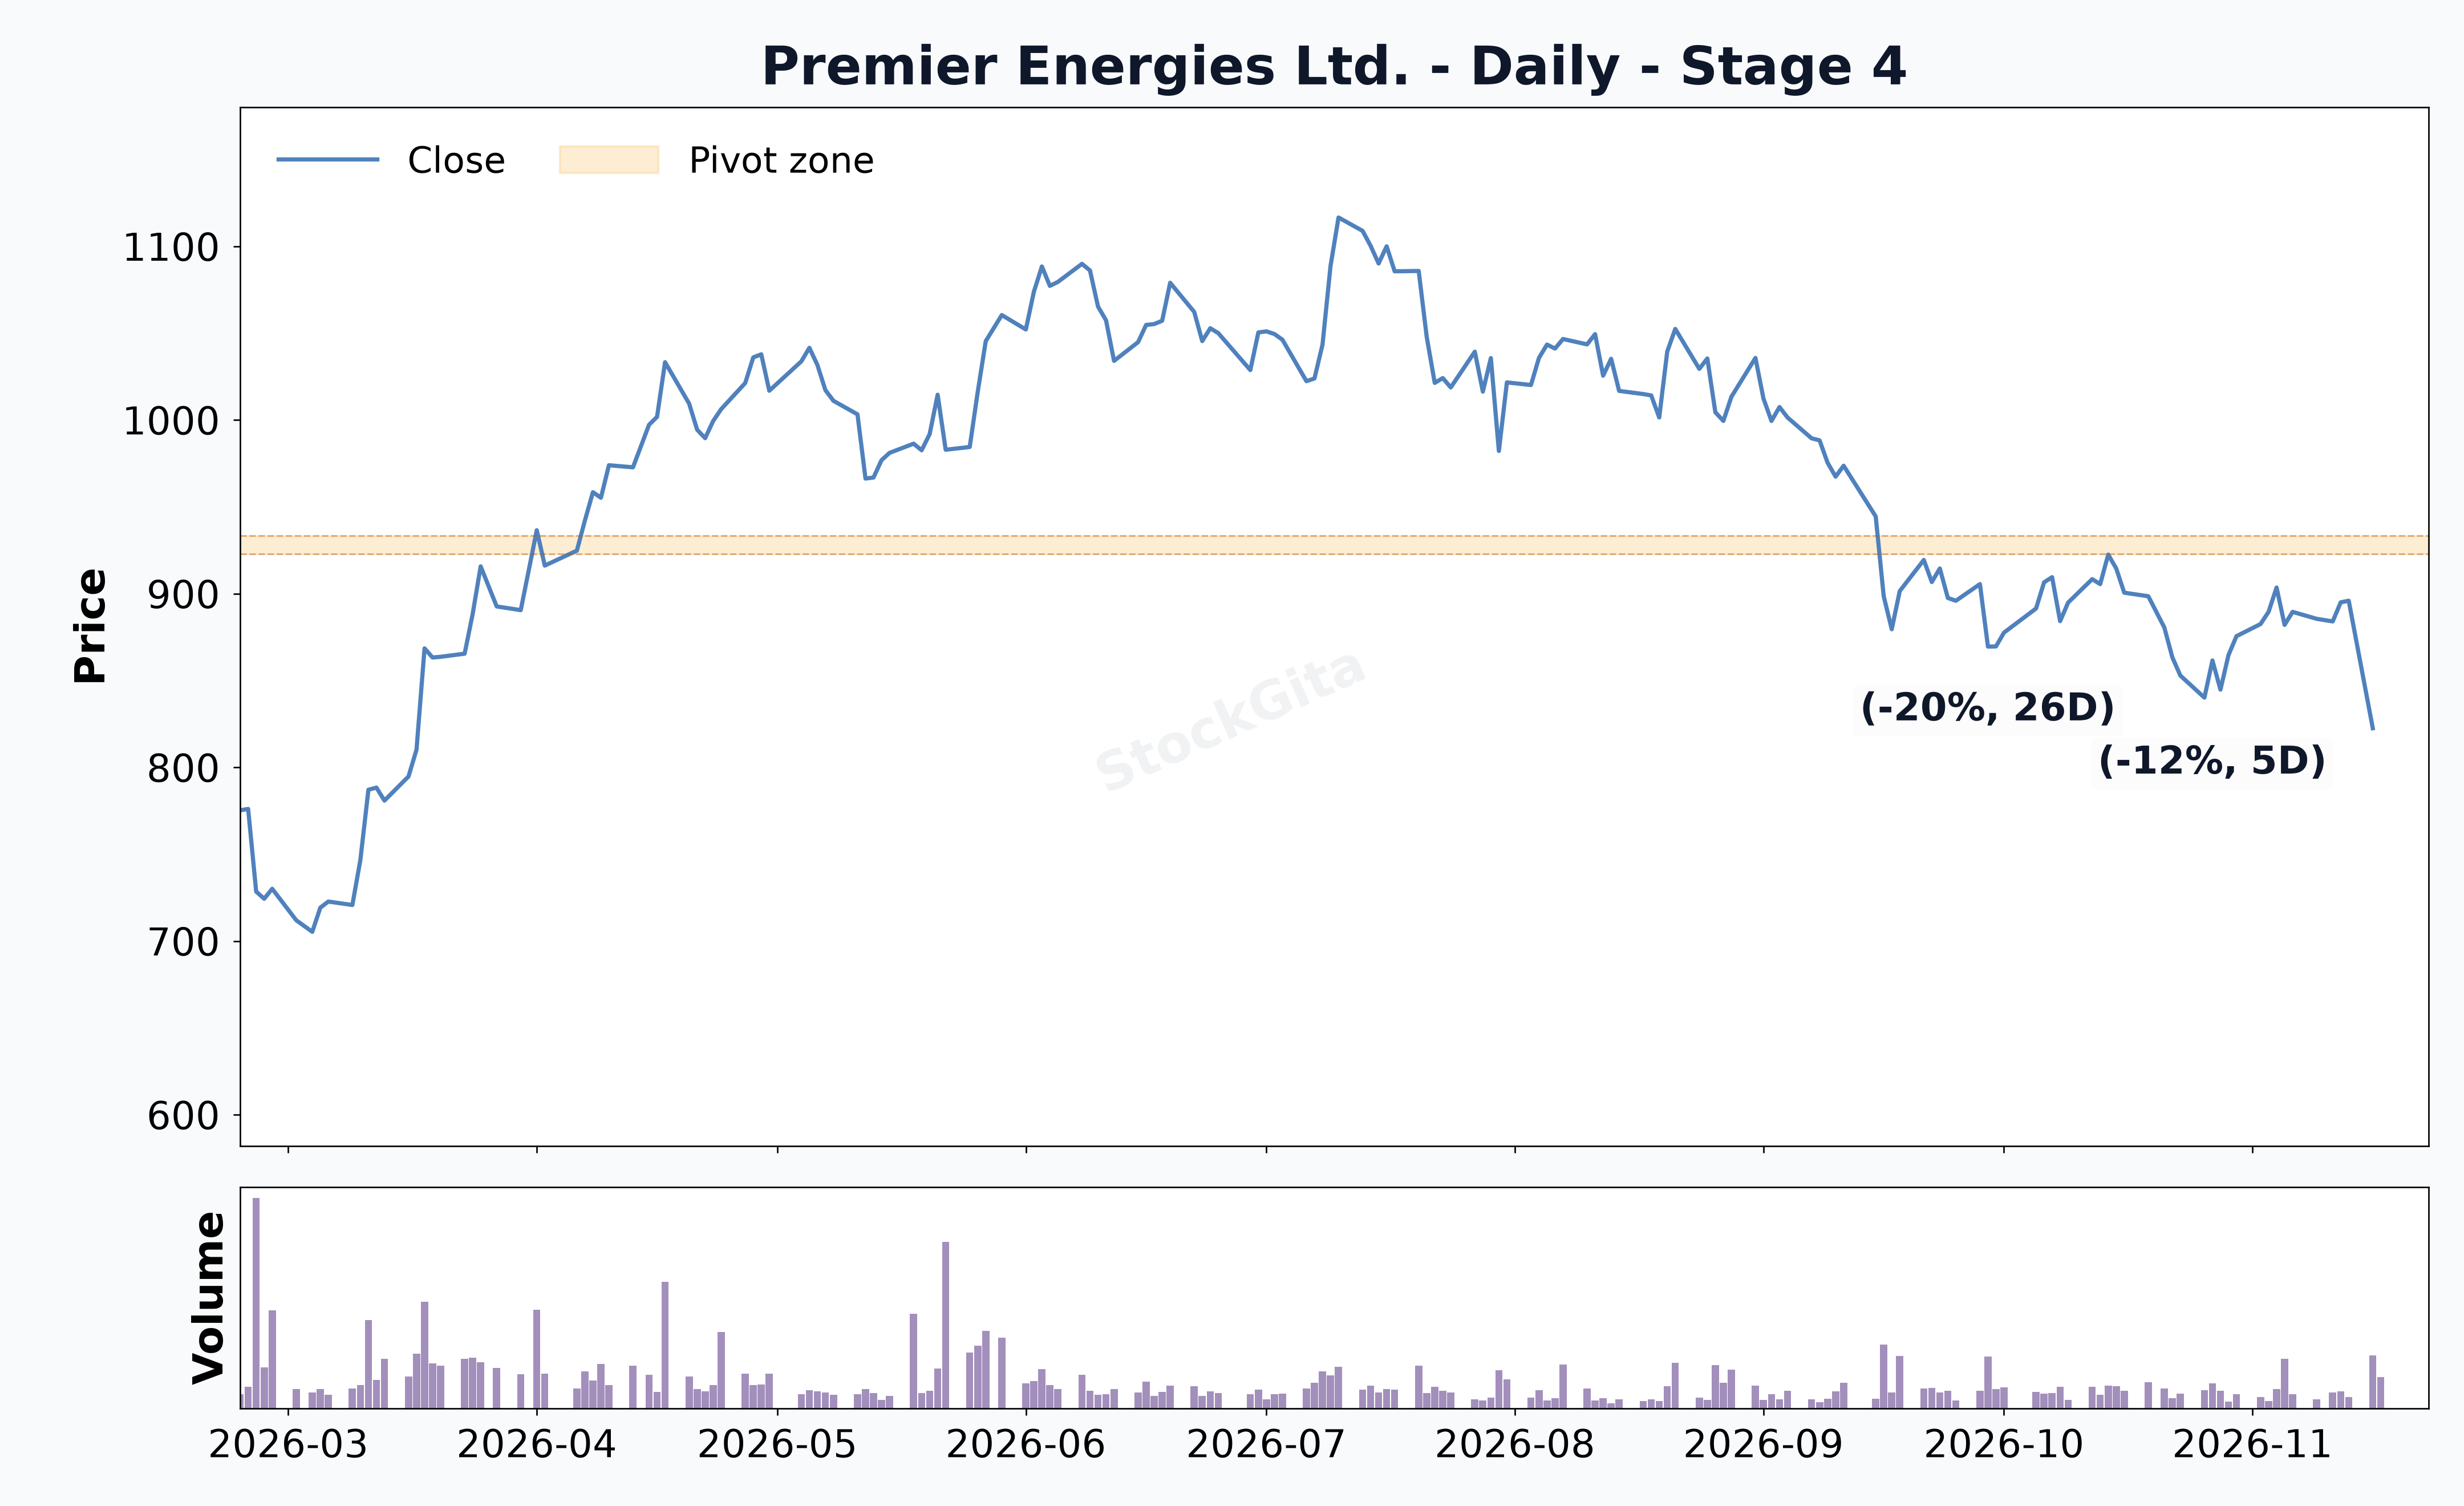 Premier Energies Ltd. - Daily - Stage 4
Close
Pivot zone
1100
1000
900
800
700
600
Price
StockGita
(-20%, 26D)
(-12%, 5D)
Volume
2026-03
2026-04
2026-05
2026-06
2026-07
2026-08
2026-09
2026-10
2026-11